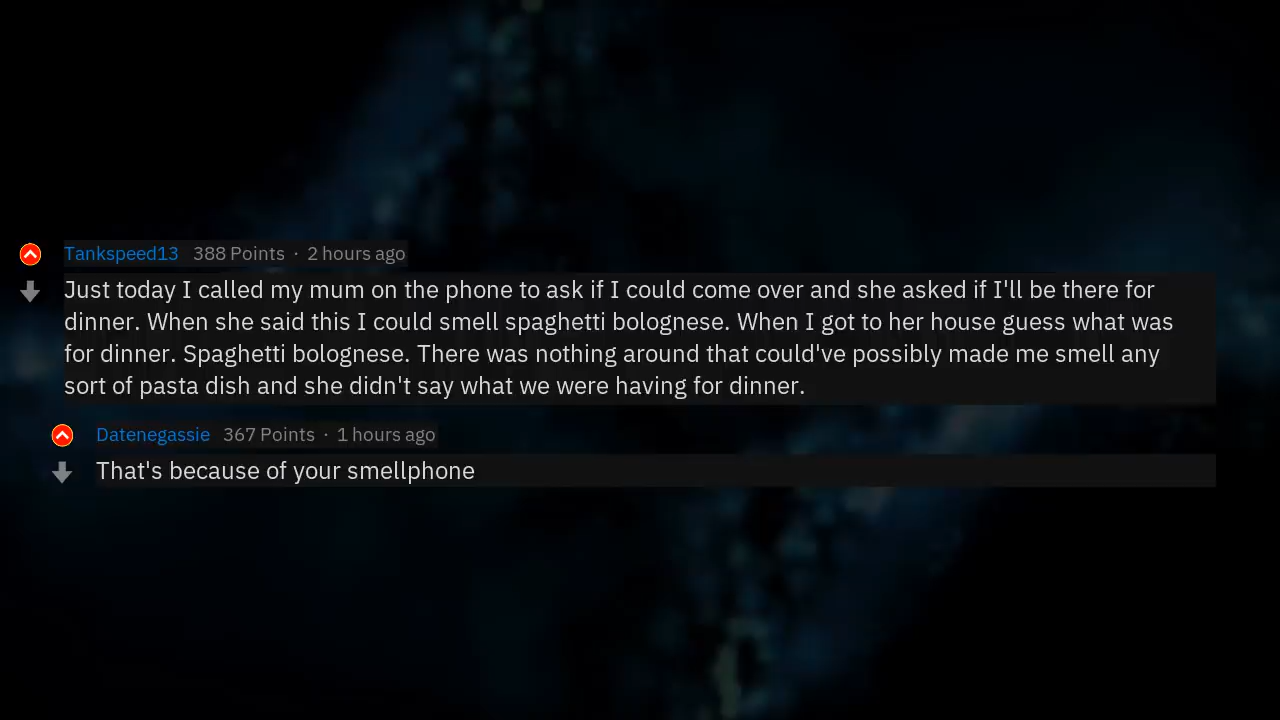 Tankspeed13 388 Points · 2 hours ago
Just today I called my mum on the phone to ask if I could come over and she asked if I'll be there for
dinner. When she said this I could smell spaghetti bolognese. When I got to her house guess what was
for dinner. Spaghetti bolognese. There was nothing around that could've possibly made me smell any
sort of pasta dish and she didn't say what we were having for dinner.
Datenegassie 367 Points · 1 hours ago
That's because of your smellphone